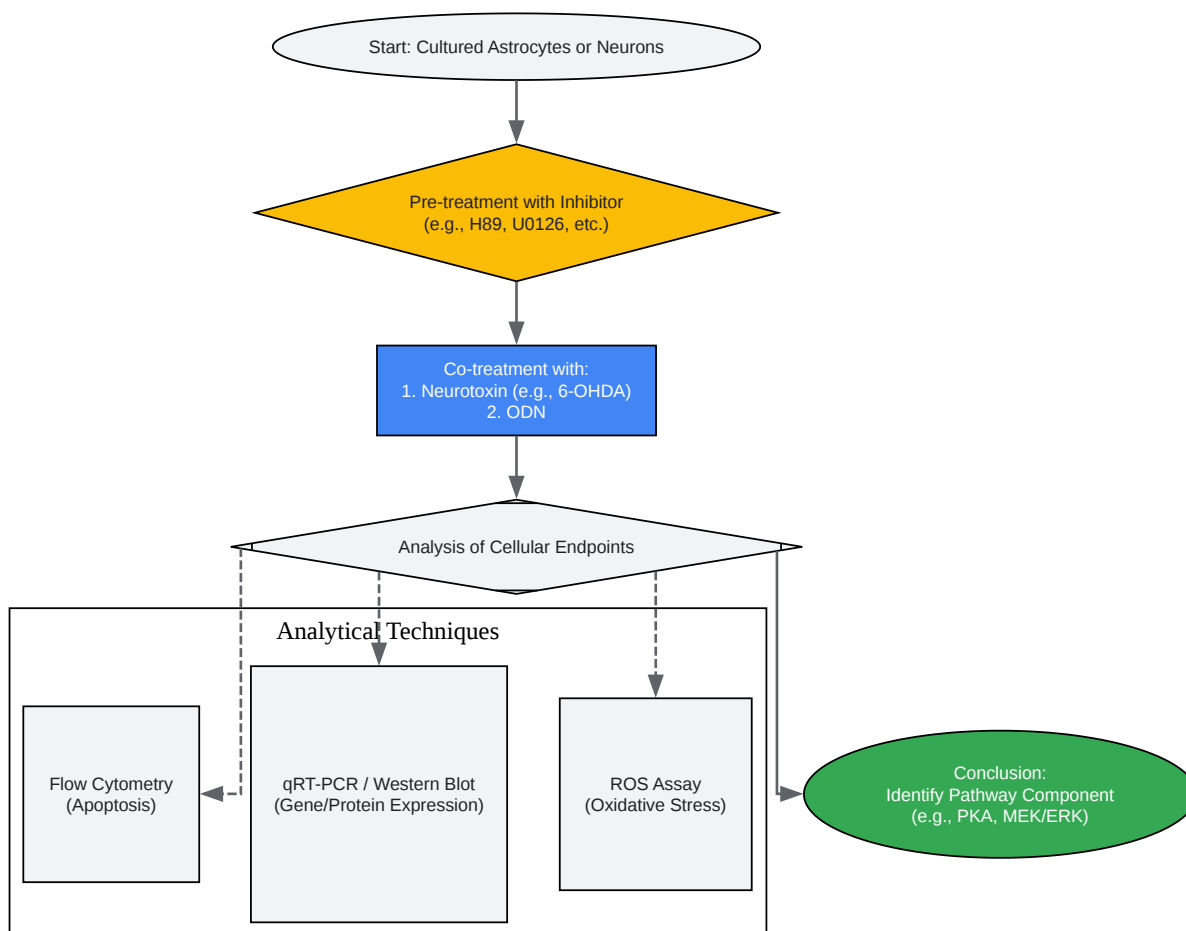 Start: Cultured Astrocytes or Neurons
Pre-treatment with Inhibitor
(e.g., H89, U0126, etc.)
Co-treatment with:
1. Neurotoxin (e.g., 6-OHDA)
2. ODN
Analysis of Cellular Endpoints
Analytical Techniques
Flow Cytometry
(Apoptosis)
qRT-PCR / Western Blot
(Gene/Protein Expression)
ROS Assay
(Oxidative Stress)
Conclusion:
Identify Pathway Component
(e.g., PKA, MEK/ERK)